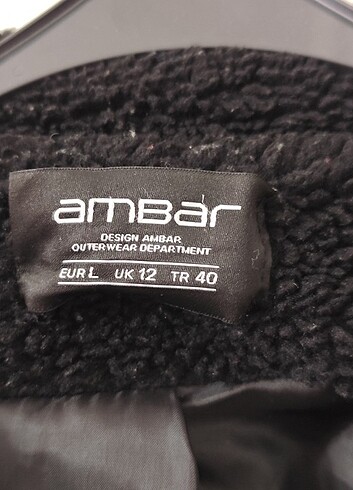 ambar
DESIGN AMBAR
OUTERWEAR DEPARTMENT
EUR L UK 12 TR 40